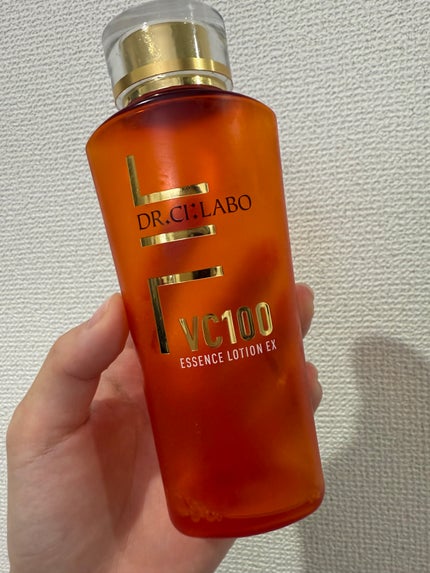 DR.CI:LABO
VC100
ESSENCE LOTION EX